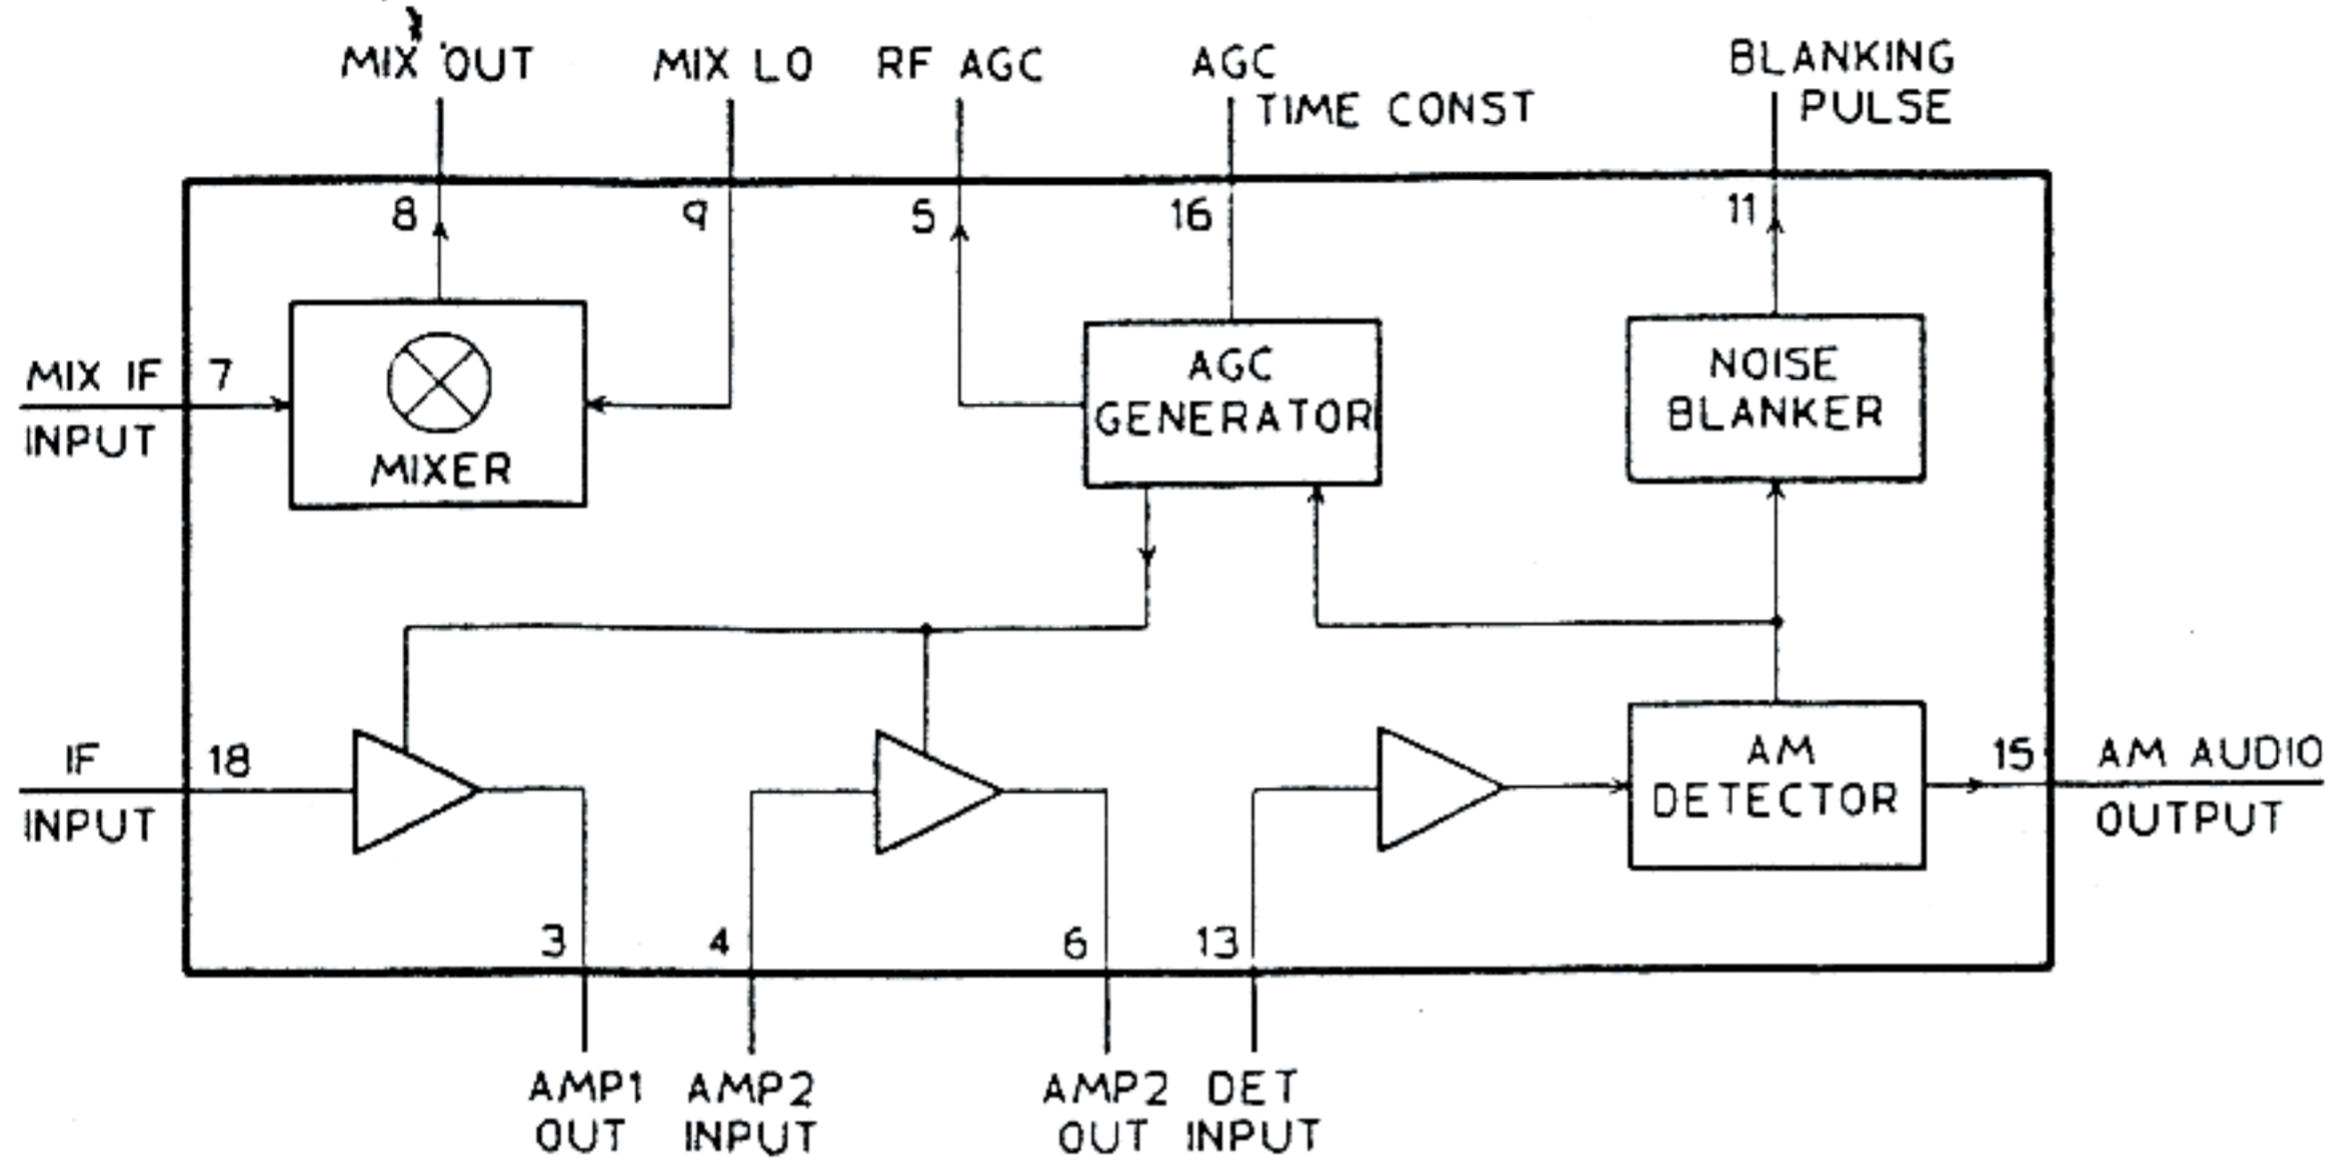 MIX OUT
MIX LO
RF AGC
AGC
TIME CONST
BLANKING
PULSE
8
9
5
16
11
MIX IF
INPUT
7
MIXER
AGC
GENERATOR
NOISE
BLANKER
IF
INPUT
18
AM
DETECTOR
15
AM AUDIO
OUTPUT
3
4
6
13
AMP1
OUT
AMP2
INPUT
AMP2
OUT
DET
INPUT